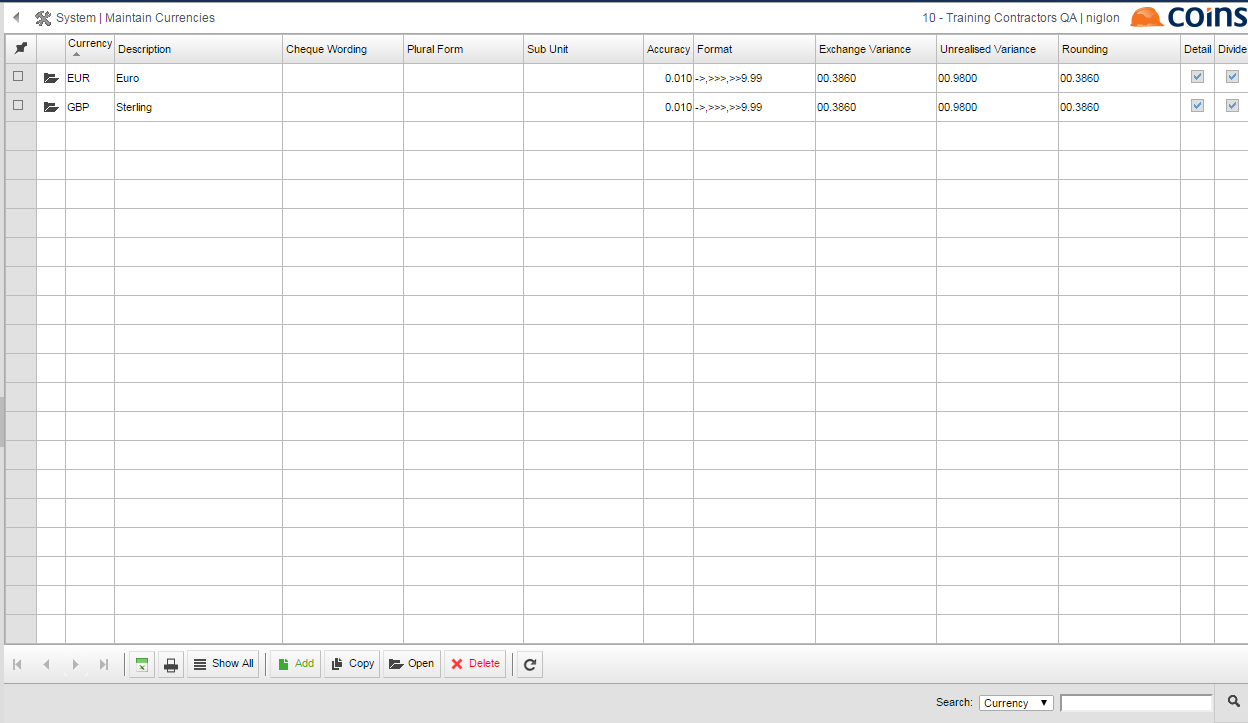 System | Maintain Currencies 10 - Training Contractors QA | niglon coins
Currency Description Cheque Wording Plural Form Sub Unit Accuracy Format Exchange Variance Unrealised Variance Rounding Detail Divide
EUR Euro 0.010 ->,>>>,>>9.99 00.3860 00.9800 00.3860
GBP Sterling 0.010 ->,>>>,>>9.99 00.3860 00.9800 00.3860
Show All Add Copy Open Delete
Search: Currency